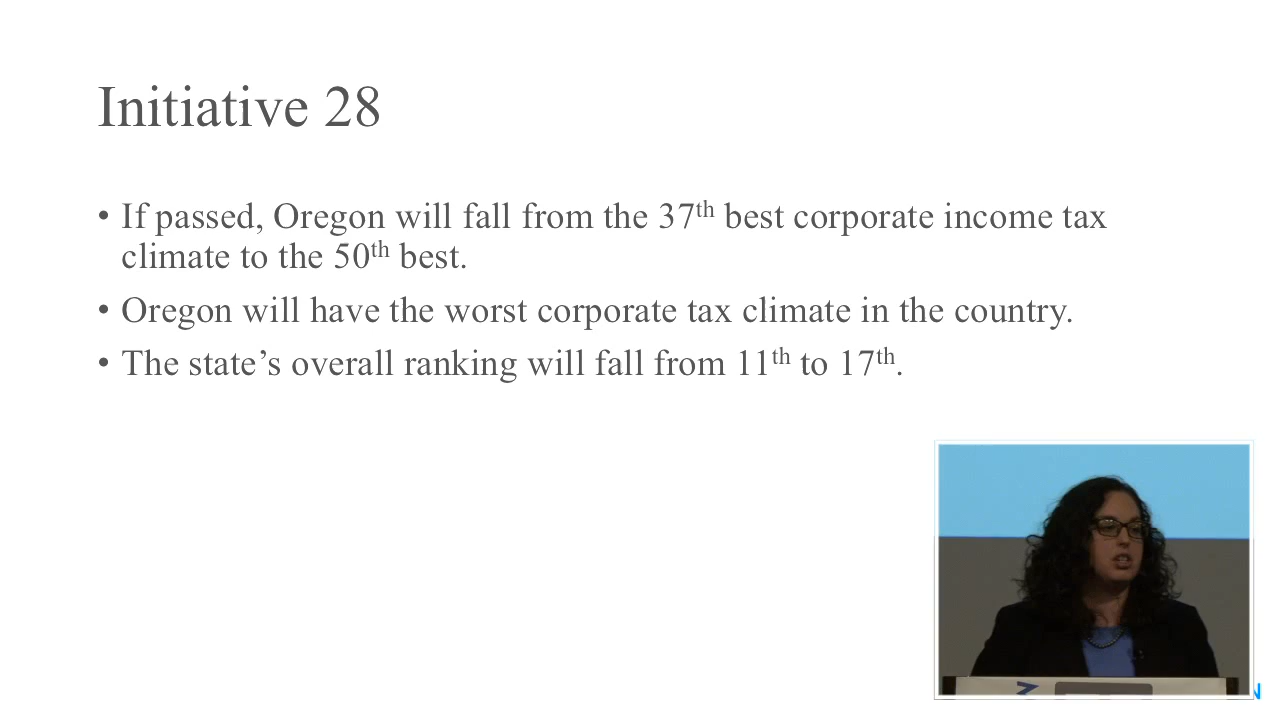 Initiative 28
• If passed, Oregon will fall from the 37th best corporate income tax
climate to the 50th best.
• Oregon will have the worst corporate tax climate in the country.
• The state’s overall ranking will fall from 11th to 17th.
N